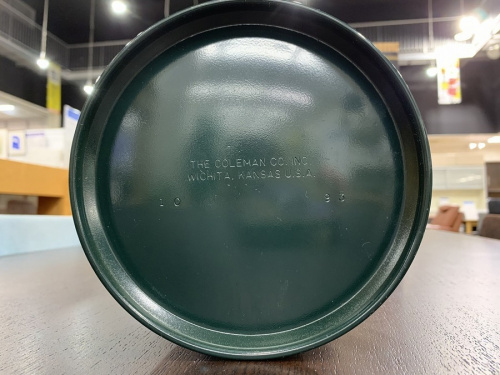 THE COLEMAN CO. INC.
WICHITA, KANSAS U.S.A.